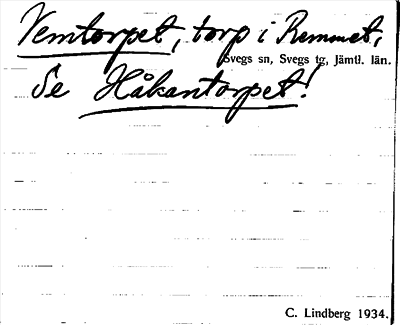 Vemtorpet, torp i Remmet,
Svegs sn, Svegs tg, Jämtl. län.
Se Håkantorpet!
C. Lindberg 1934.